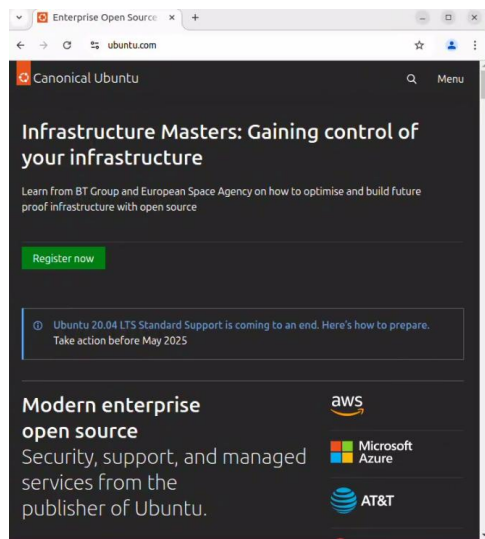 Enterprise Open Source
ubuntu.com
Canonical Ubuntu
Menu
Infrastructure Masters: Gaining control of
your infrastructure
Learn from BT Group and European Space Agency on how to optimise and build future
proof infrastructure with open source
Register now
Ubuntu 20.04 LTS Standard Support is coming to an end. Here's how to prepare.
Take action before May 2025
Modern enterprise
open source
Security, support, and managed
services from the
publisher of Ubuntu.
aws
Microsoft
Azure
AT&T